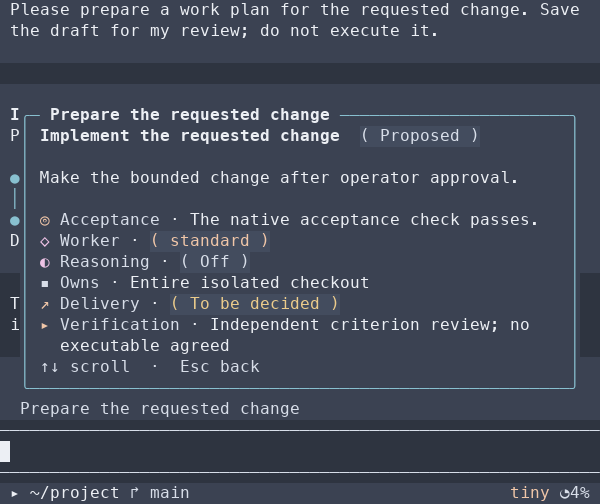 Please prepare a work plan for the requested change. Save
the draft for my review; do not execute it.
I
Prepare the requested change
P
Implement the requested change ( Proposed )
● Make the bounded change after operator approval.
● ◎ Acceptance · The native acceptance check passes.
D ◇ Worker · ( standard )
◐ Reasoning · ( Off )
▪ Owns · Entire isolated checkout
T ↗ Delivery · ( To be decided )
i ▸ Verification · Independent criterion review; no
executable agreed
↑↓ scroll · Esc back
Prepare the requested change
▸ ~/project ↱ main tiny ◔4%